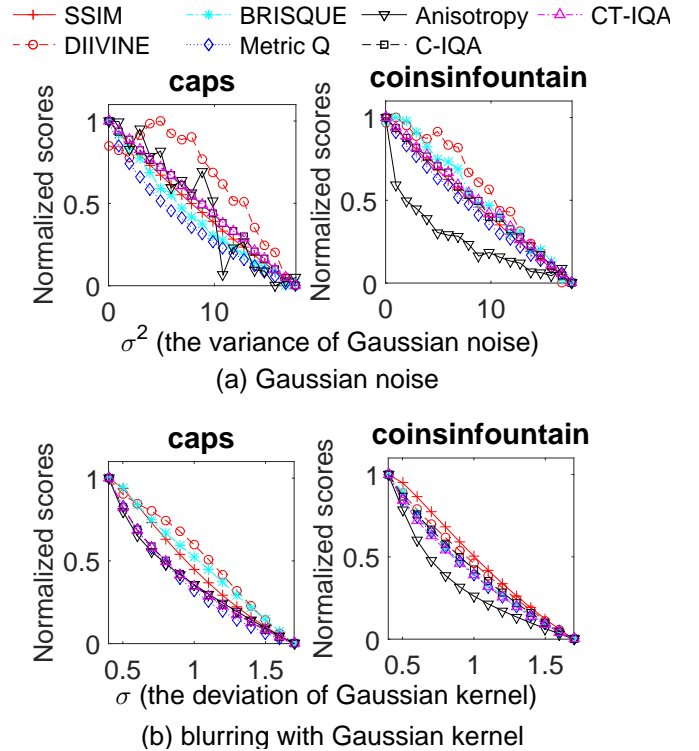 SSIM BRISQUE Anisotropy CT-IQA
DIIVINE Metric Q C-IQA
caps coinsfountain
Normalized scores
1
0.5
0
0 10
Normalized scores
1
0.5
0
0 10
σ² (the variance of Gaussian noise)
(a) Gaussian noise
caps coinsinfountain
Normalized scores
1
0.5
0
0.5 1.0 1.5
Normalized scores
1
0.5
0
0.5 1.0 1.5
σ (the deviation of Gaussian kernel)
(b) blurring with Gaussian kernel